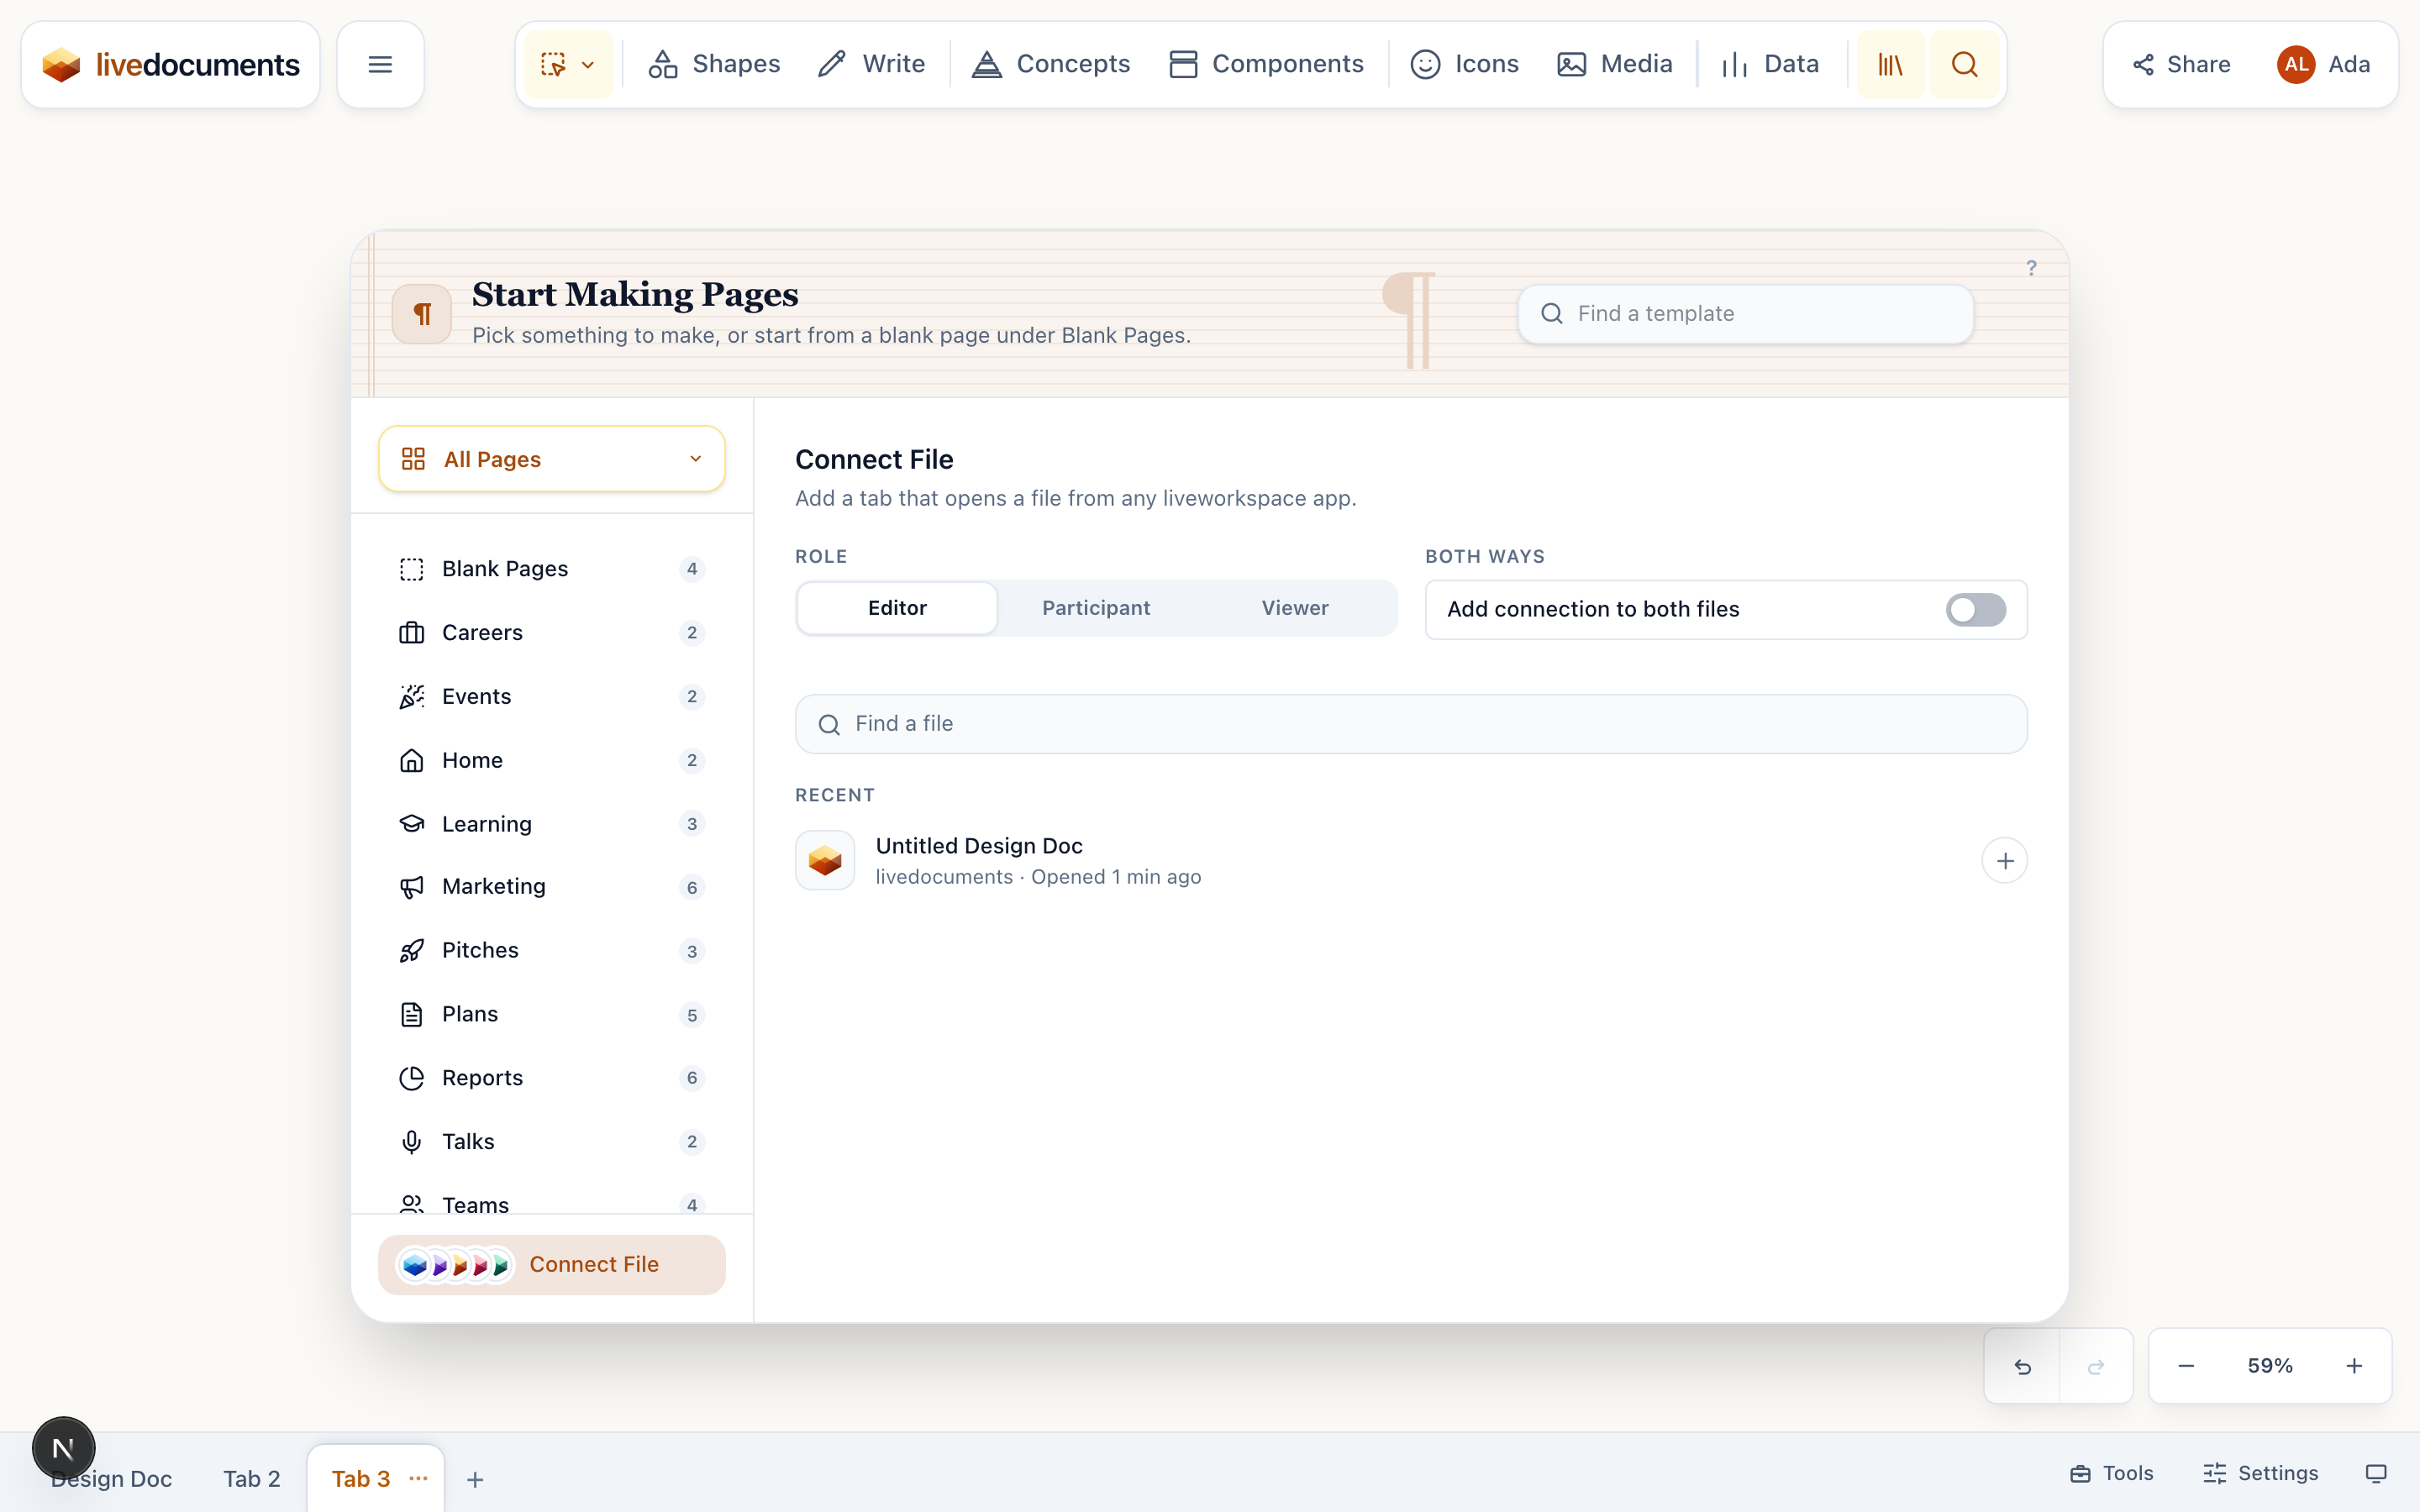 livedocuments
Shapes
Write
Concepts
Components
Icons
Media
Data
Share
AL
Ada
¶
Start Making Pages
Pick something to make, or start from a blank page under Blank Pages.
¶
Find a template
?
All Pages
Blank Pages 4
Careers 2
Events 2
Home 2
Learning 3
Marketing 6
Pitches 3
Plans 5
Reports 6
Talks 2
Teams 4
Connect File
Connect File
Add a tab that opens a file from any liveworkspace app.
ROLE
Editor
Participant
Viewer
BOTH WAYS
Add connection to both files
Find a file
RECENT
Untitled Design Doc
livedocuments · Opened 1 min ago
59%
N
Design Doc
Tab 2
Tab 3
Tools
Settings